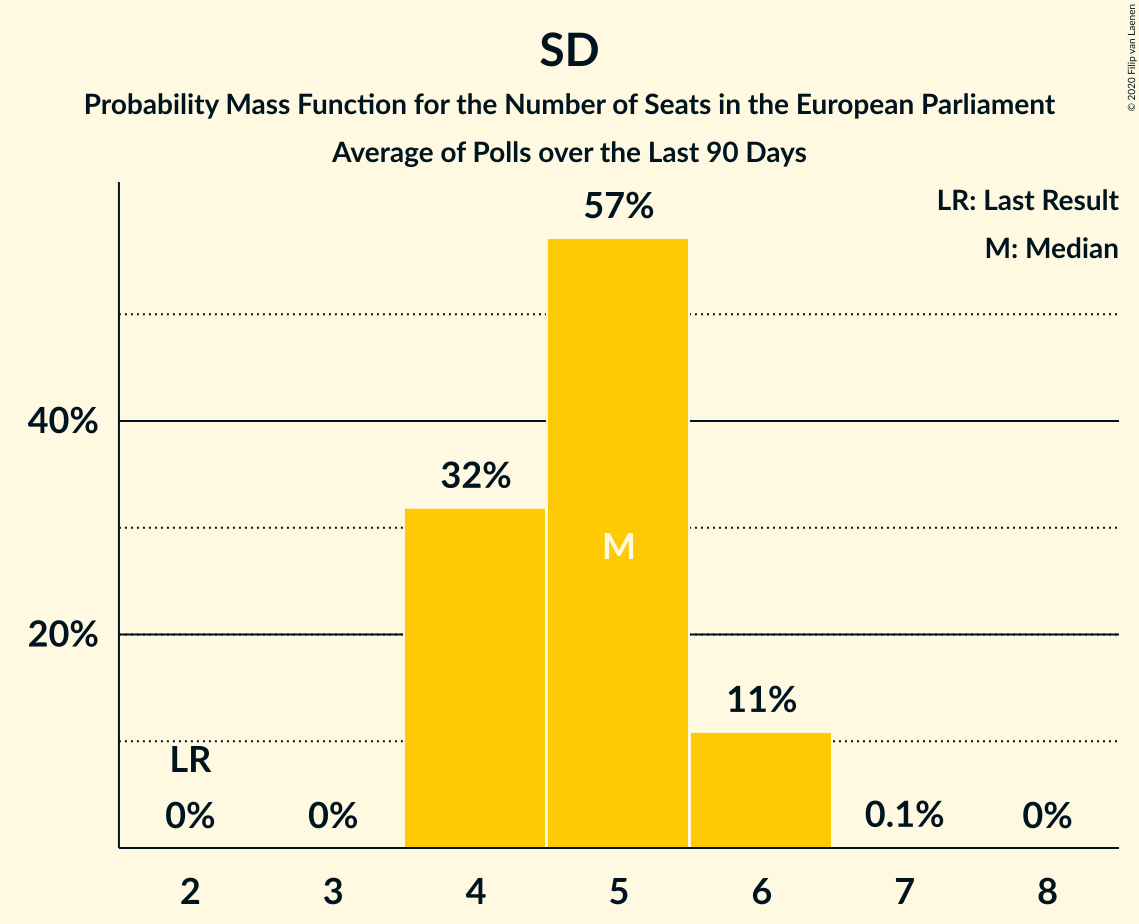 SD
Probability Mass Function for the Number of Seats in the European Parliament
Average of Polls over the Last 90 Days
© 2020 Filip van Laenen
LR: Last Result
M: Median
57%
40%
32%
M
20%
11%
LR
0%
0%
0.1%
0%
2 3 4 5 6 7 8